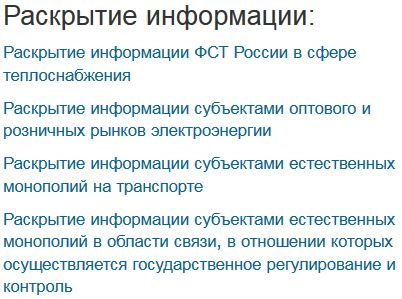 Раскрытие информации:
Раскрытие информации ФСТ России в сфере
теплоснабжения
Раскрытие информации субъектами оптового и
розничных рынков электроэнергии
Раскрытие информации субъектами естественных
монополий на транспорте
Раскрытие информации субъектами естественных
монополий в области связи, в отношении которых
осуществляется государственное регулирование и
контроль